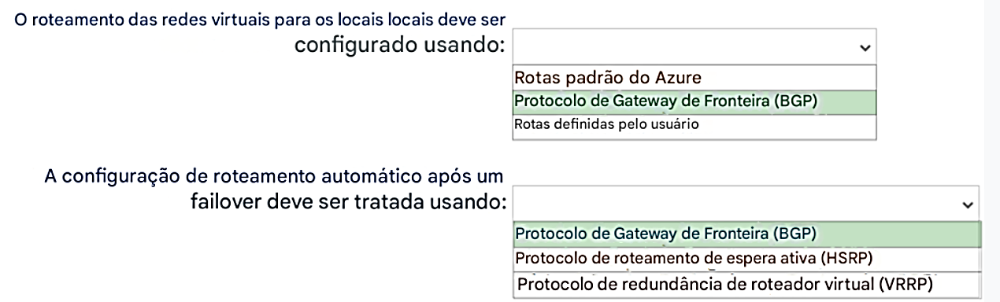 O roteamento das redes virtuais para os locais locais deve ser
configurado usando:
Rotas padrão do Azure
Protocolo de Gateway de Fronteira (BGP)
Rotas definidas pelo usuário
A configuração de roteamento automático após um
failover deve ser tratada usando:
Protocolo de Gateway de Fronteira (BGP)
Protocolo de roteamento de espera ativa (HSRP)
Protocolo de redundância de roteador virtual (VRRP)